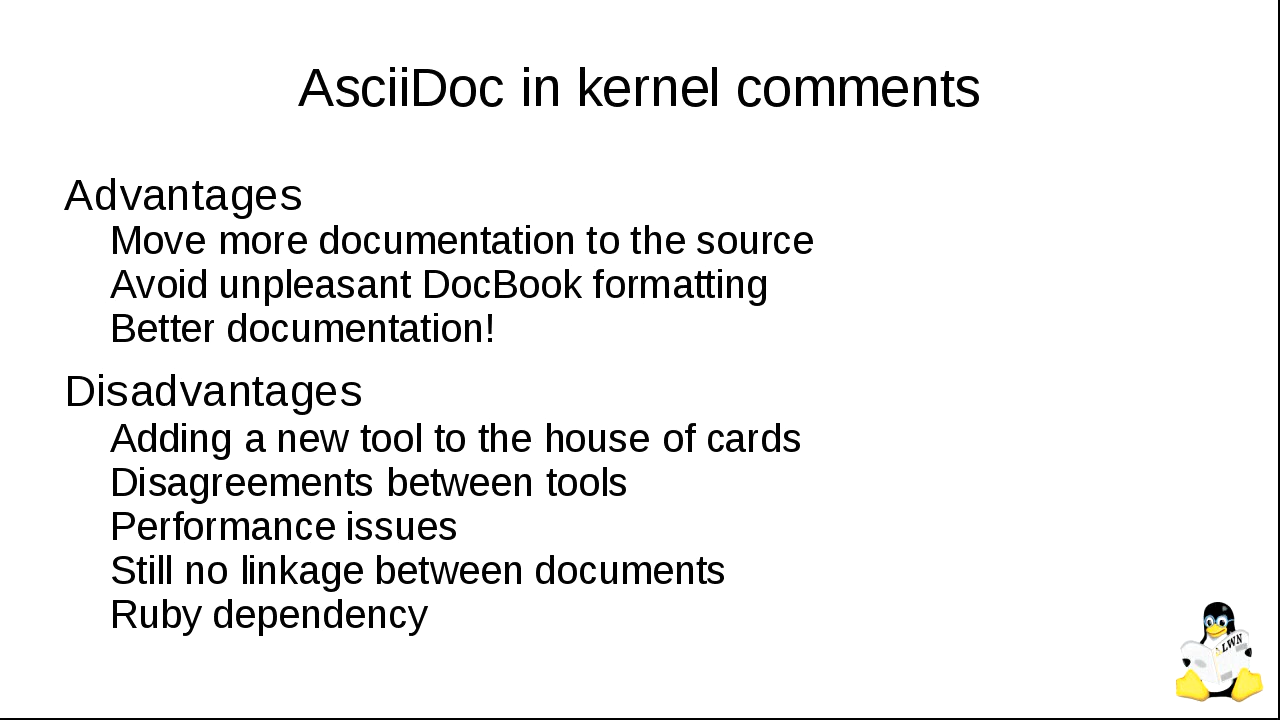 AsciiDoc in kernel comments
Advantages
Move more documentation to the source
Avoid unpleasant DocBook formatting
Better documentation!
Disadvantages
Adding a new tool to the house of cards
Disagreements between tools
Performance issues
Still no linkage between documents
Ruby dependency
LWN